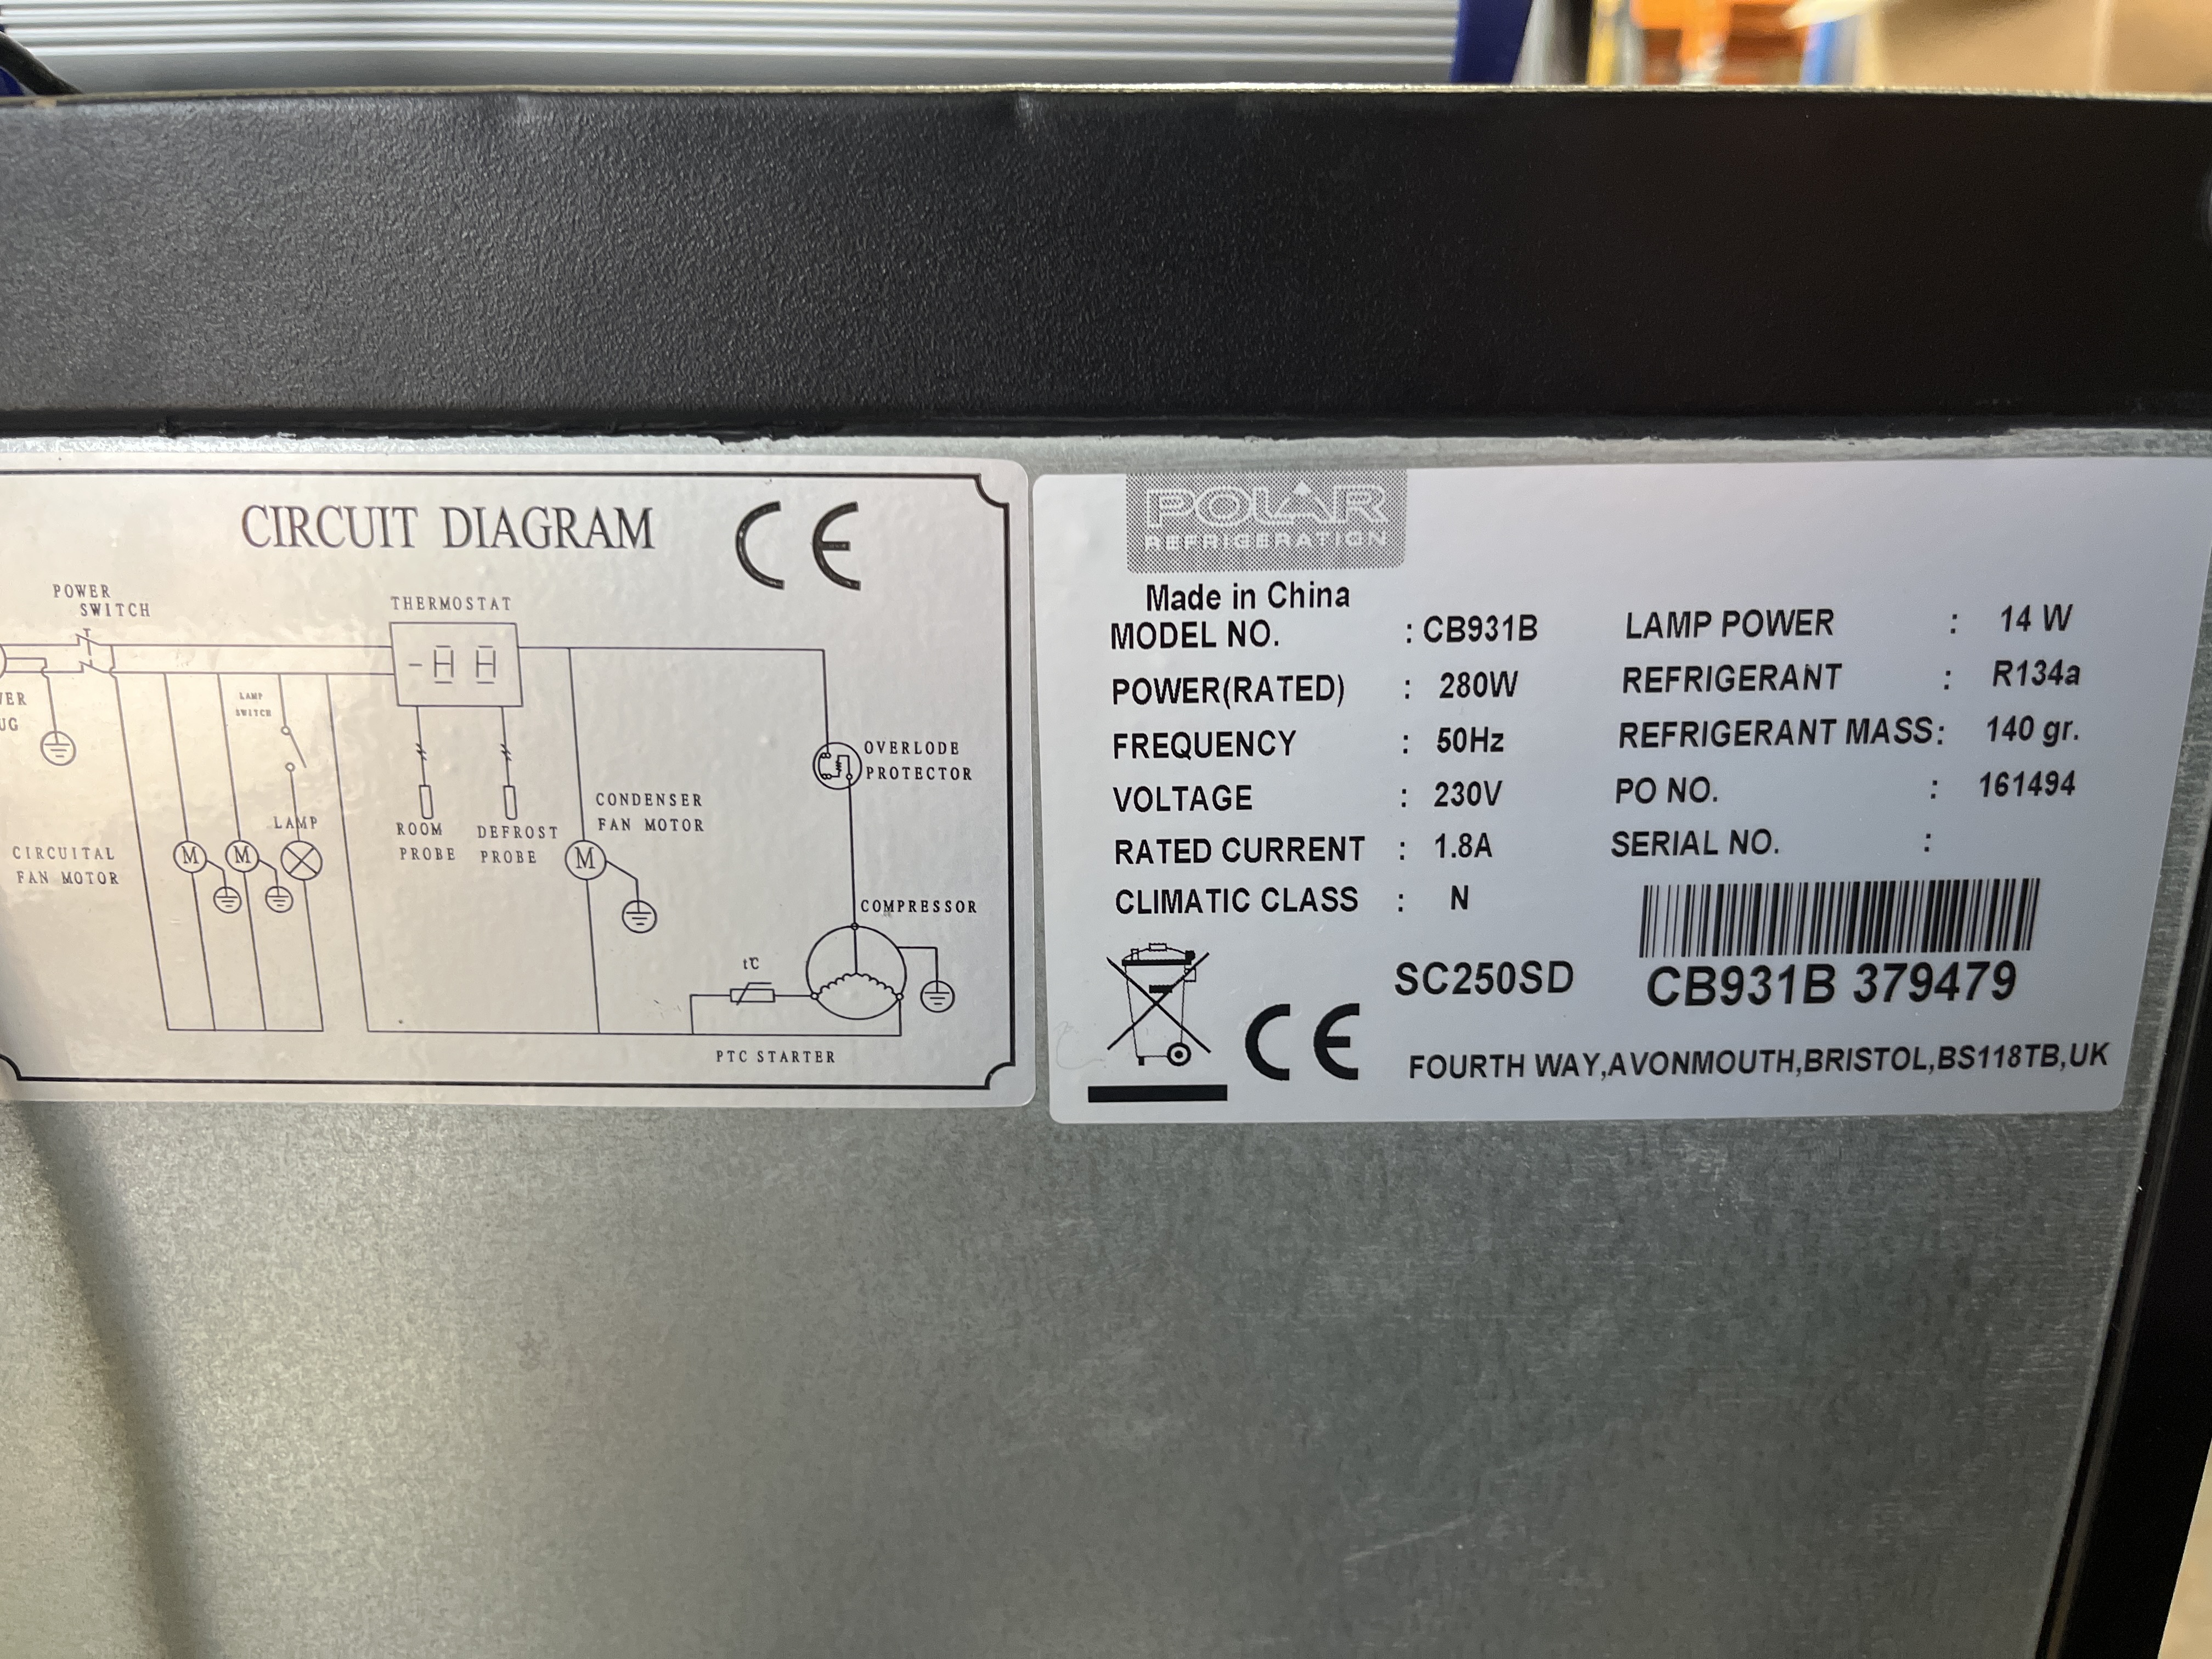 CIRCUIT DIAGRAM CE
POWER
SWITCH
THERMOSTAT
LAMP
SWITCH
OVERLODE
PROTECTOR
CONDENSER
FAN MOTOR
LAMP
ROOM
PROBE
DEFROST
PROBE
CIRCUITAL
FAN MOTOR
M
M
M
COMPRESSOR
t℃
PTC STARTER
POLAR
REFRIGERATION
Made in China
MODEL NO. : CB931B
POWER(RATED) : 280W
FREQUENCY : 50Hz
VOLTAGE : 230V
RATED CURRENT : 1.8A
CLIMATIC CLASS : N
LAMP POWER : 14 W
REFRIGERANT : R134a
REFRIGERANT MASS: 140 gr.
PO NO. : 161494
SERIAL NO. :
SC250SD
CB931B 379479
CE
FOURTH WAY,AVONMOUTH,BRISTOL,BS118TB,UK